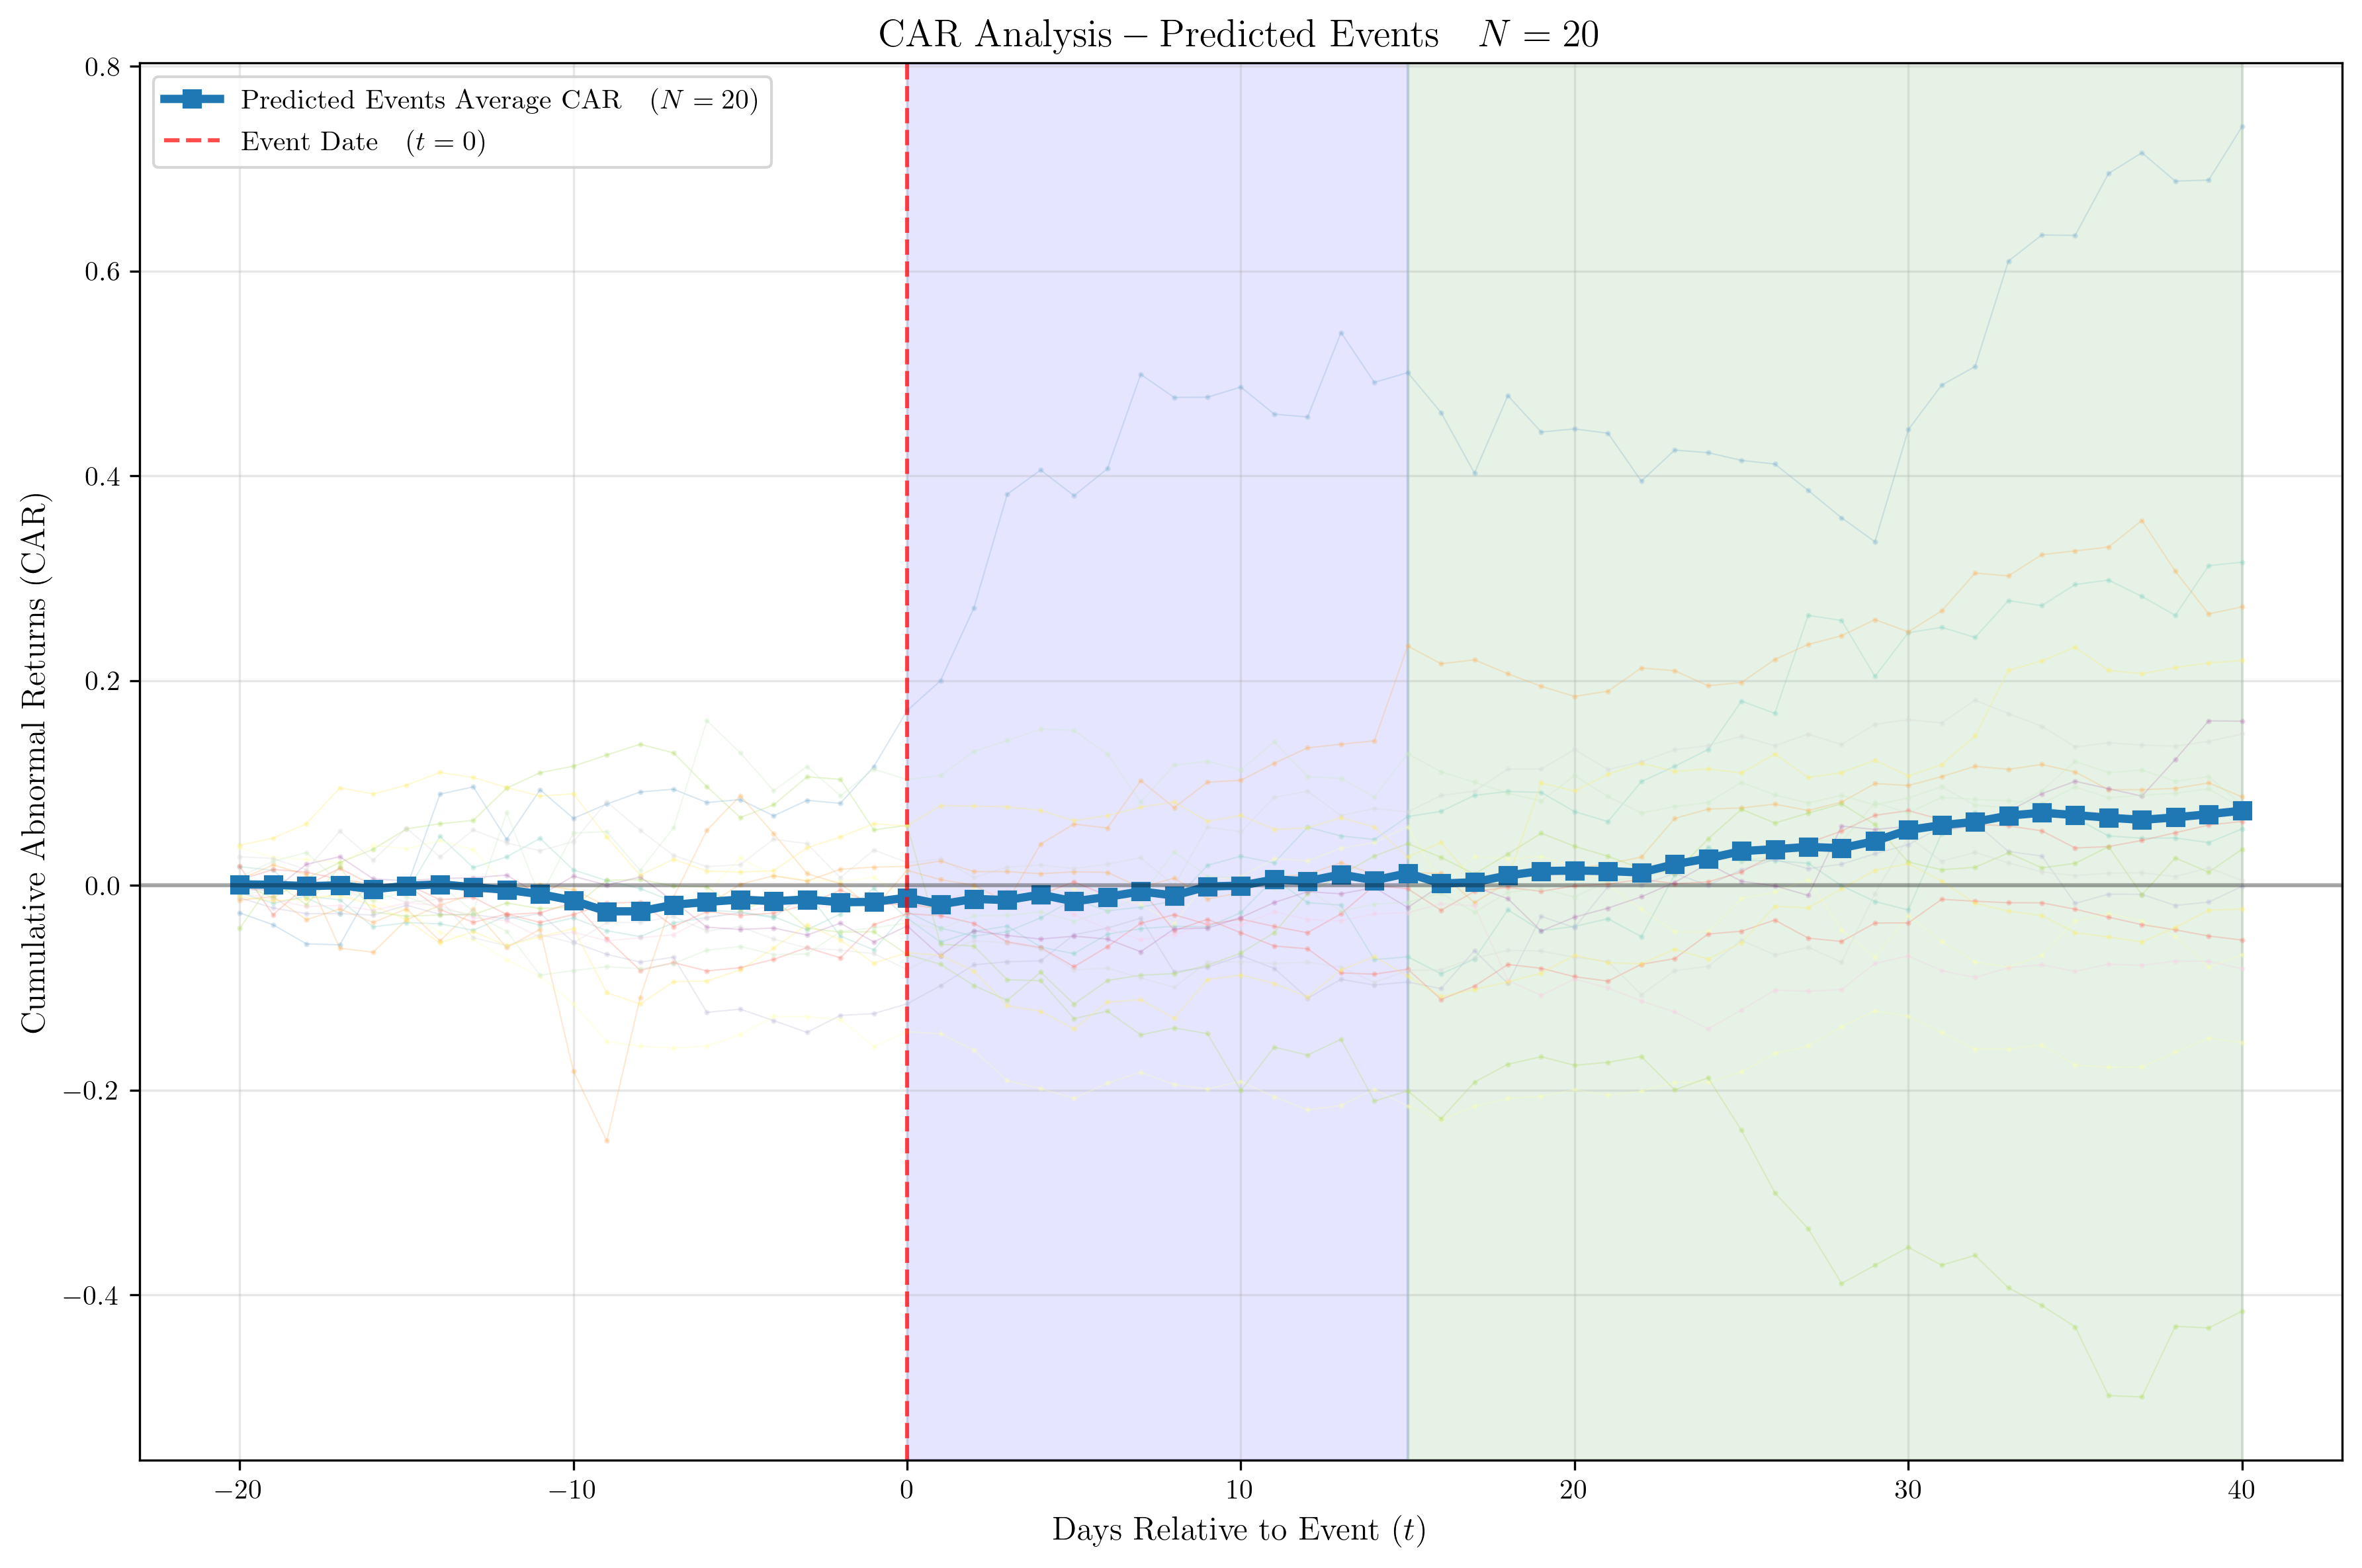 CAR Analysis – Predicted Events N = 20
Predicted Events Average CAR (N = 20)
Event Date (t = 0)
Cumulative Abnormal Returns (CAR)
0.8
0.6
0.4
0.2
0.0
−0.2
−0.4
−20
−10
0
10
20
30
40
Days Relative to Event (t)